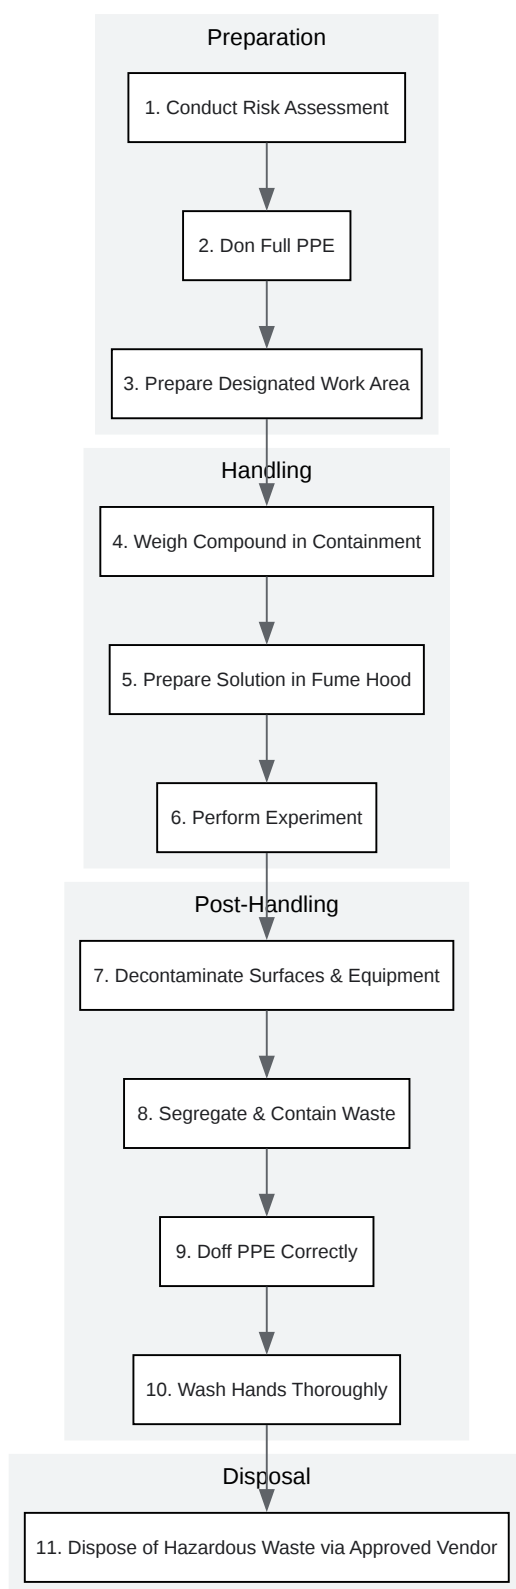 Preparation
1. Conduct Risk Assessment
2. Don Full PPE
3. Prepare Designated Work Area
Handling
4. Weigh Compound in Containment
5. Prepare Solution in Fume Hood
6. Perform Experiment
Post-Handling
7. Decontaminate Surfaces & Equipment
8. Segregate & Contain Waste
9. Doff PPE Correctly
10. Wash Hands Thoroughly
Disposal
11. Dispose of Hazardous Waste via Approved Vendor